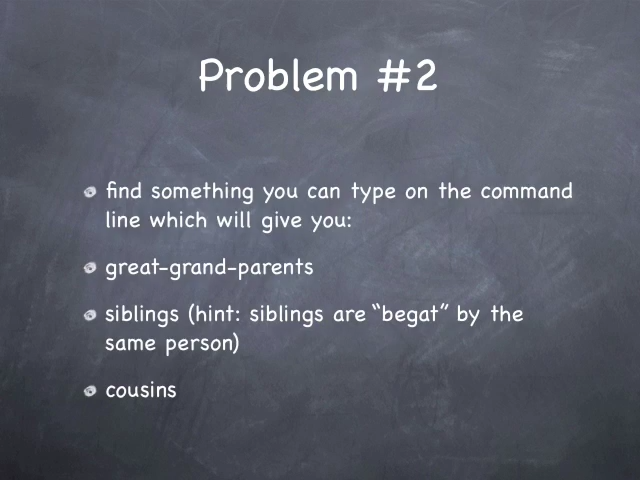 Problem #2
find something you can type on the command
line which will give you:
great-grand-parents
siblings (hint: siblings are “begat” by the
same person)
cousins